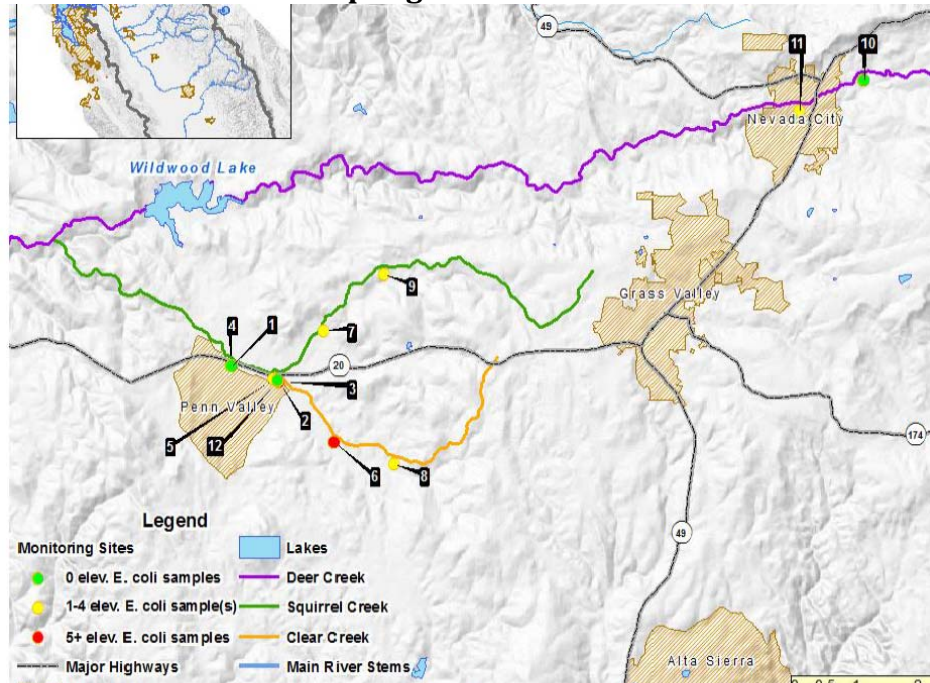 49
11
10
Nevada City
Wildwood Lake
9
Grass Valley
4
1
7
20
3
Penn Valley
2
5
12
6
8
174
49
Legend
Monitoring Sites
0 elev. E. coli samples
1-4 elev. E. coli sample(s)
5+ elev. E. coli samples
Major Highways
Lakes
Deer Creek
Squirrel Creek
Clear Creek
Main River Stems
Alta Sierra